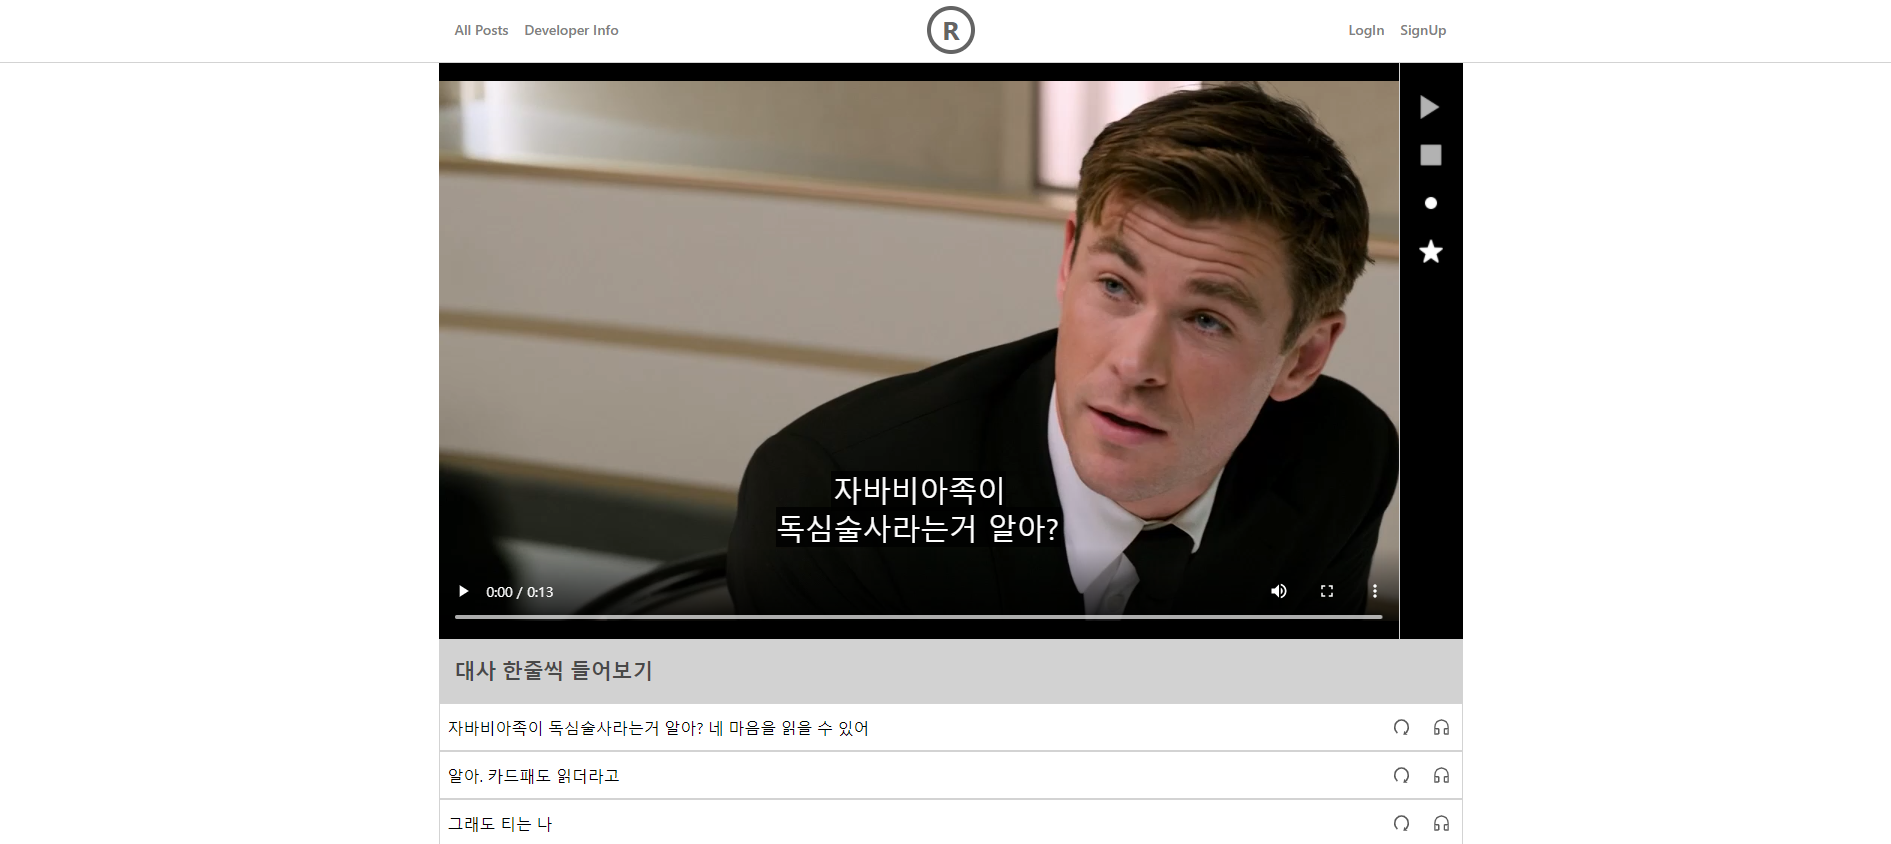 All Posts Developer Info R LogIn SignUp
자바비아족이
독심술사라는거 알아?
0:00 / 0:13
대사 한줄씩 들어보기
자바비아족이 독심술사라는거 알아? 네 마음을 읽을 수 있어
알아. 카드패도 읽더라고
그래도 티는 나